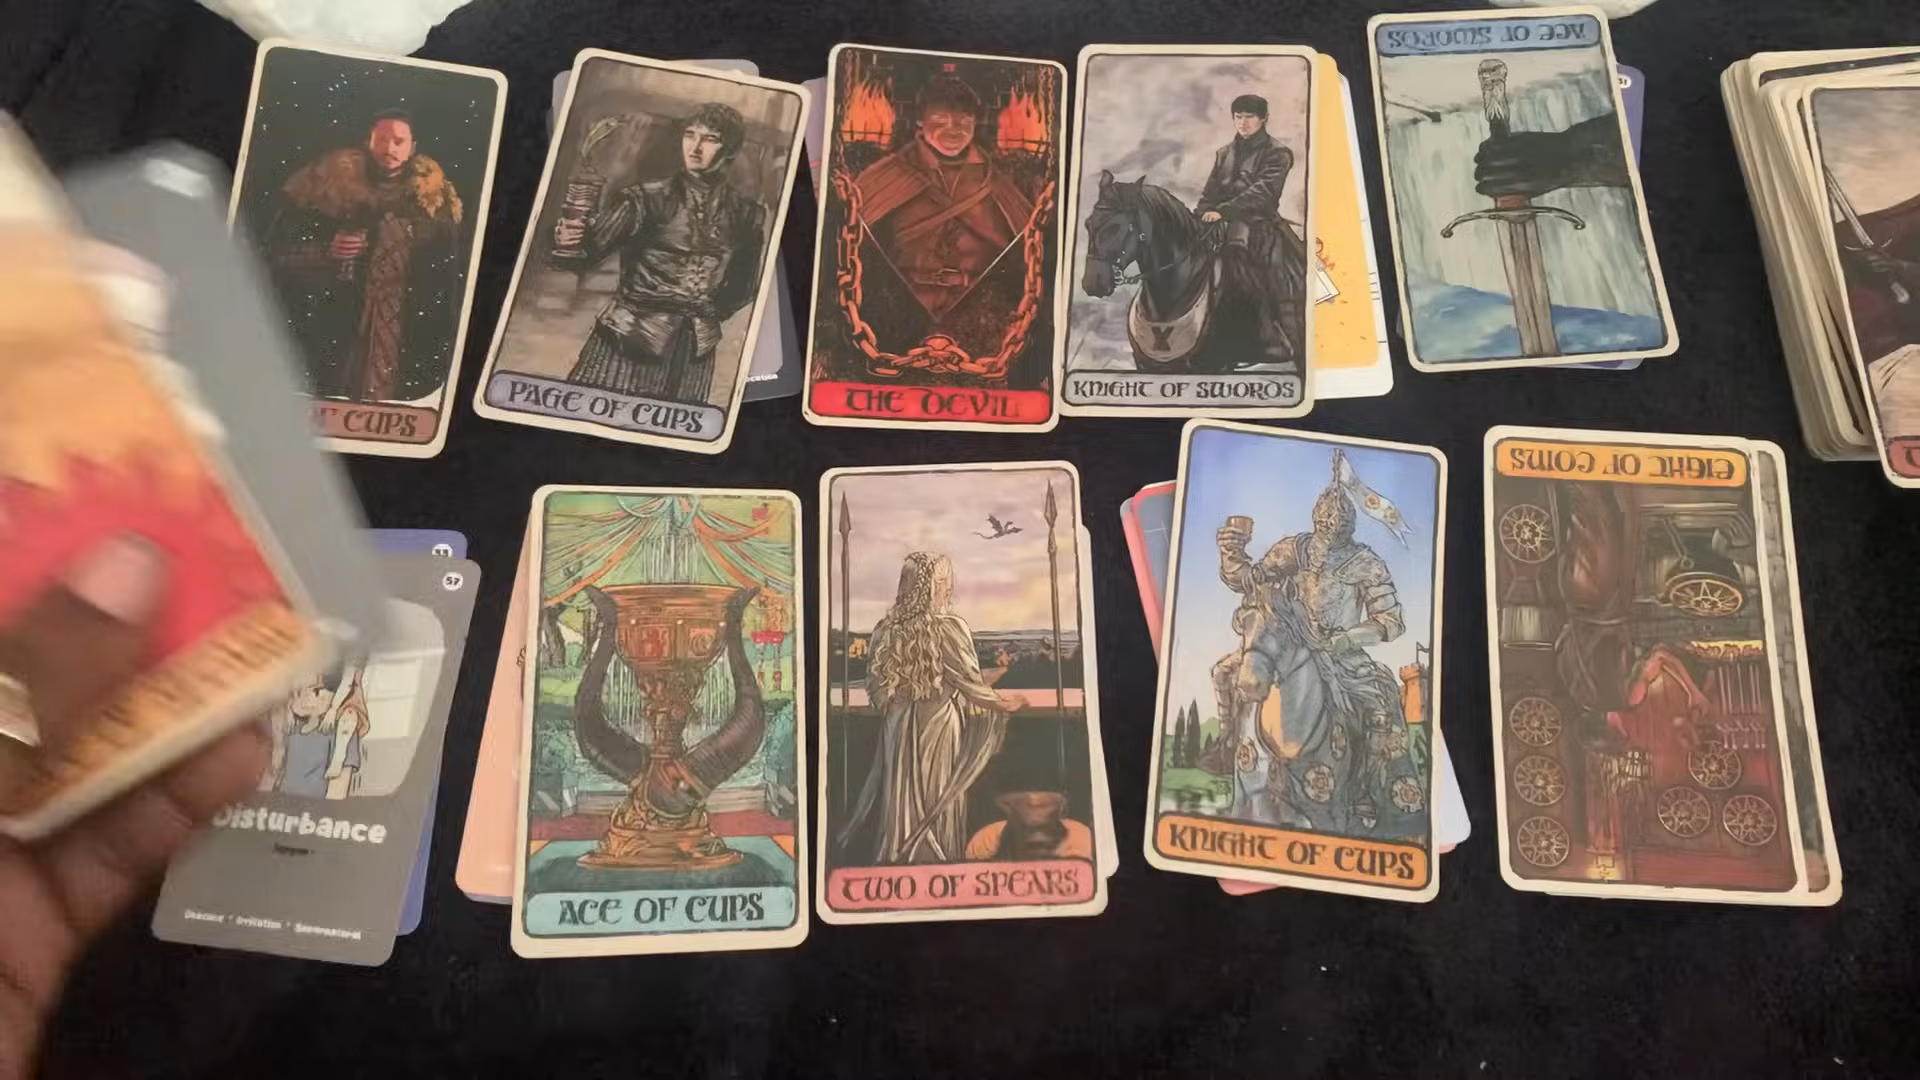 ACE OF SWORDS
OF CUPS
PAGE OF CUPS
THE DEVIL
KNIGHT OF SWORDS
EIGHT OF COINS
57
Disturbance
ACE OF CUPS
TWO OF SPEARS
KNIGHT OF CUPS